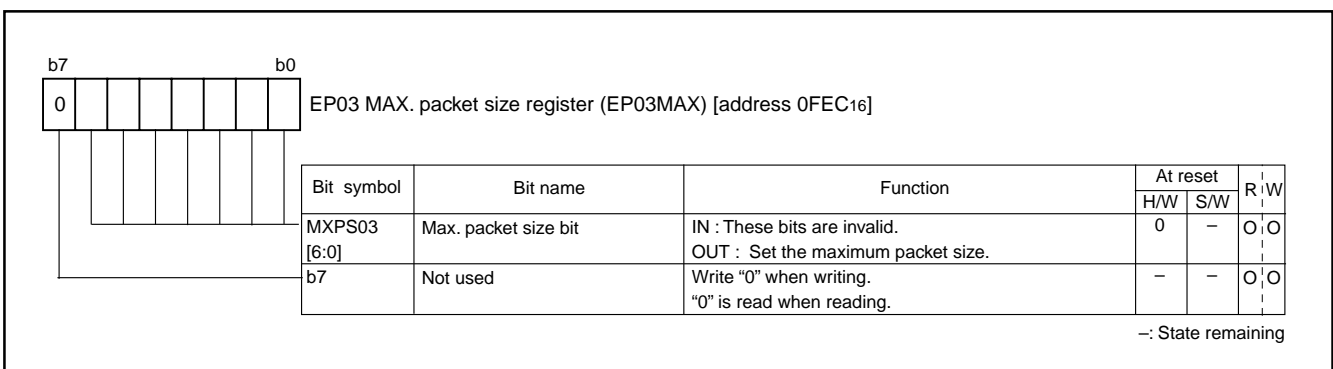 b7 b0
0 EP03 MAX. packet size register (EP03MAX) [address 0FEC16]
Bit symbol Bit name Function At reset R W
H/W S/W
MXPS03 Max. packet size bit IN : These bits are invalid. 0 – O O
[6:0] OUT : Set the maximum packet size.
b7 Not used Write “0” when writing. – – O O
“0” is read when reading.
–: State remaining